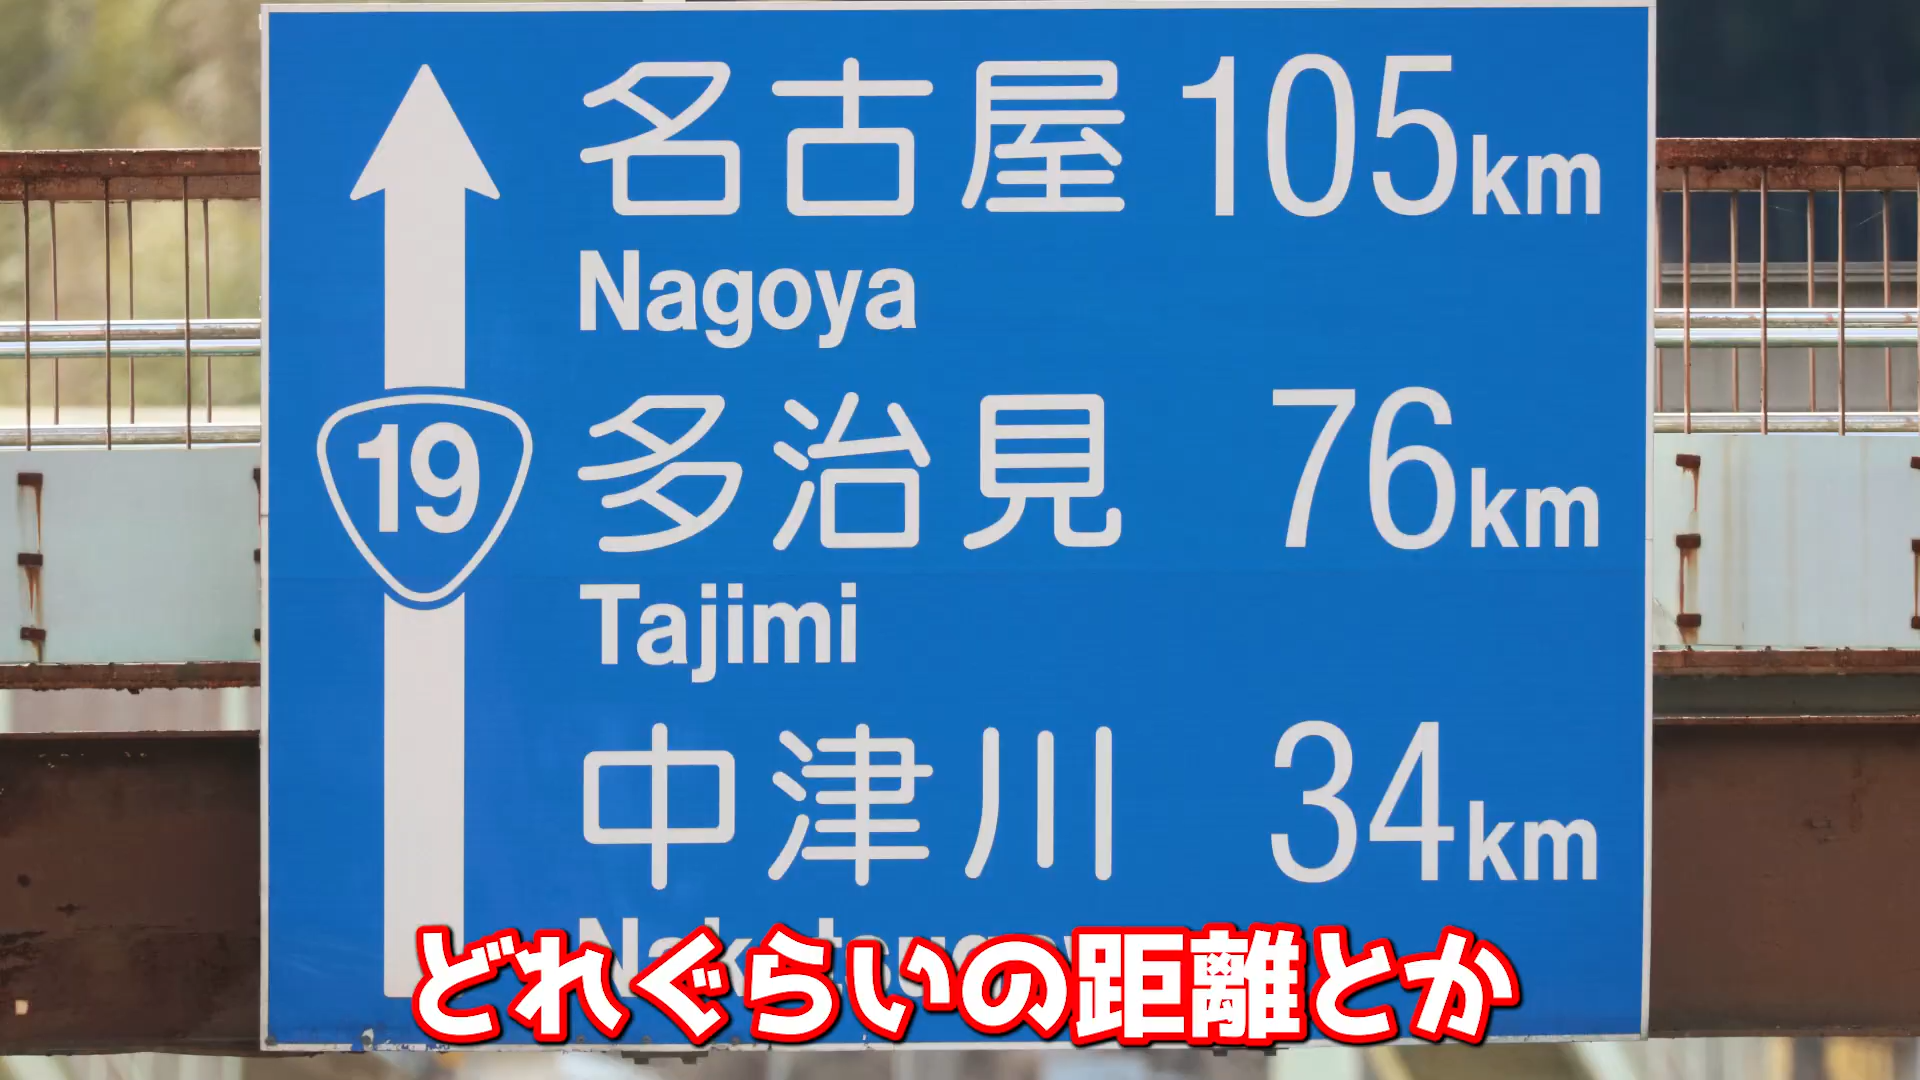 名古屋 105km
Nagoya
19
多治見 76km
Tajimi
中津川 34km
どれぐらいの距離とか